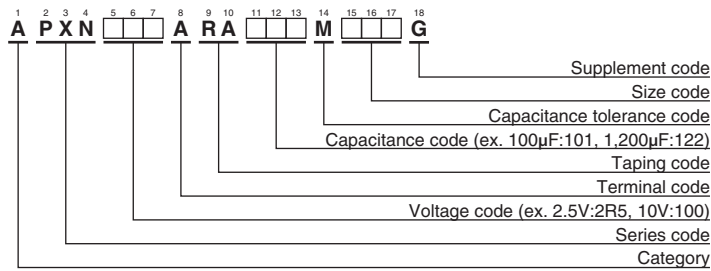 1 2 3 4 5 6 7 8 9 10 11 12 13 14 15 16 17 18
A PXN A RA M G
Supplement code
Size code
Capacitance tolerance code
Capacitance code (ex. 100μF:101, 1,200μF:122)
Taping code
Terminal code
Voltage code (ex. 2.5V:2R5, 10V:100)
Series code
Category